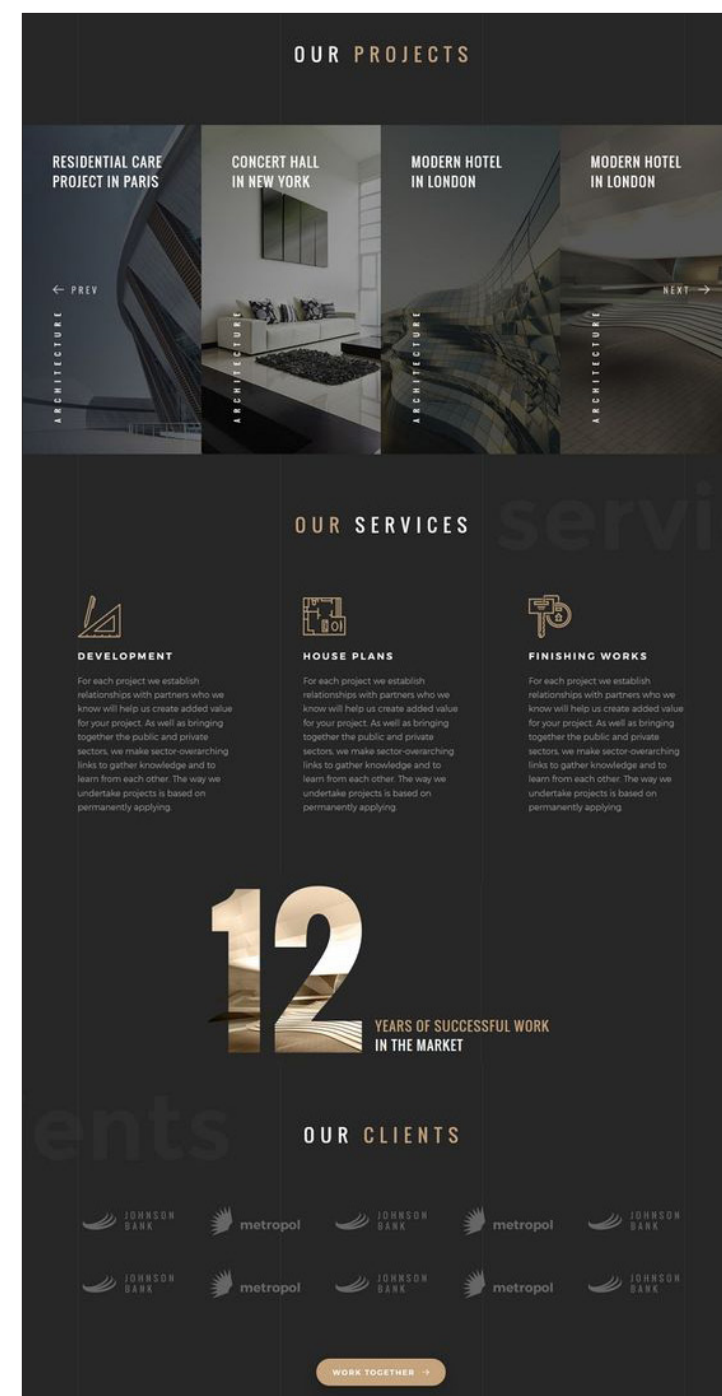 OUR PROJECTS
RESIDENTIAL CARE
PROJECT IN PARIS
CONCERT HALL
IN NEW YORK
MODERN HOTEL
IN LONDON
MODERN HOTEL
IN LONDON
← PREV
NEXT →
ARCHITECTURE
ARCHITECTURE
ARCHITECTURE
ARCHITECTURE
servi
OUR SERVICES
DEVELOPMENT
For each project we establish
relationships with partners who we
know will help us create added value
for your project. As well as bringing
together the public and private
sectors, we make sector-overarching
links to gather knowledge and to
learn from each other. The way we
undertake projects is based on
permanently applying.
HOUSE PLANS
For each project we establish
relationships with partners who we
know will help us create added value
for your project. As well as bringing
together the public and private
sectors, we make sector-overarching
links to gather knowledge and to
learn from each other. The way we
undertake projects is based on
permanently applying.
FINISHING WORKS
For each project we establish
relationships with partners who we
know will help us create added value
for your project. As well as bringing
together the public and private
sectors, we make sector-overarching
links to gather knowledge and to
learn from each other. The way we
undertake projects is based on
permanently applying.
12
YEARS OF SUCCESSFUL WORK
IN THE MARKET
ents
OUR CLIENTS
JOHNSON
BANK
metropol
JOHNSON
BANK
metropol
JOHNSON
BANK
JOHNSON
BANK
metropol
JOHNSON
BANK
metropol
JOHNSON
BANK
WORK TOGETHER →